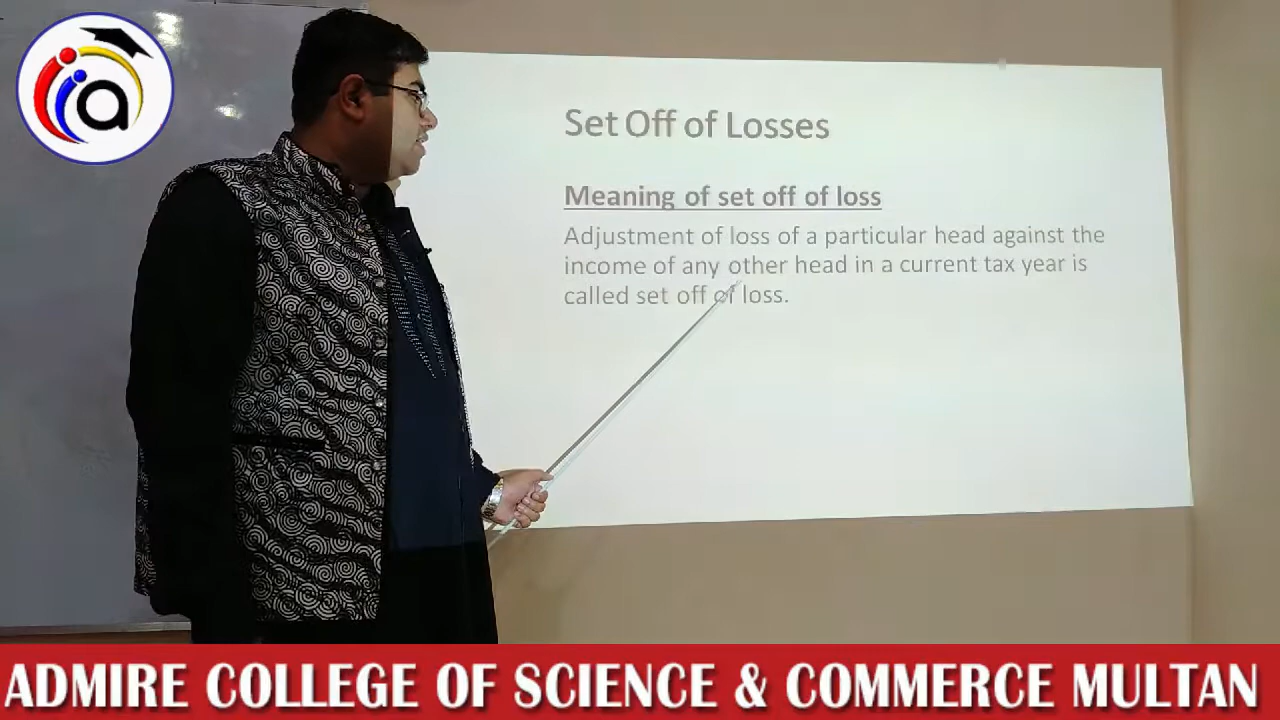 a
Set Off of Losses
Meaning of set off of loss
Adjustment of loss of a particular head against the
income of any other head in a current tax year is
called set off of loss.
ADMIRE COLLEGE OF SCIENCE & COMMERCE MULTAN